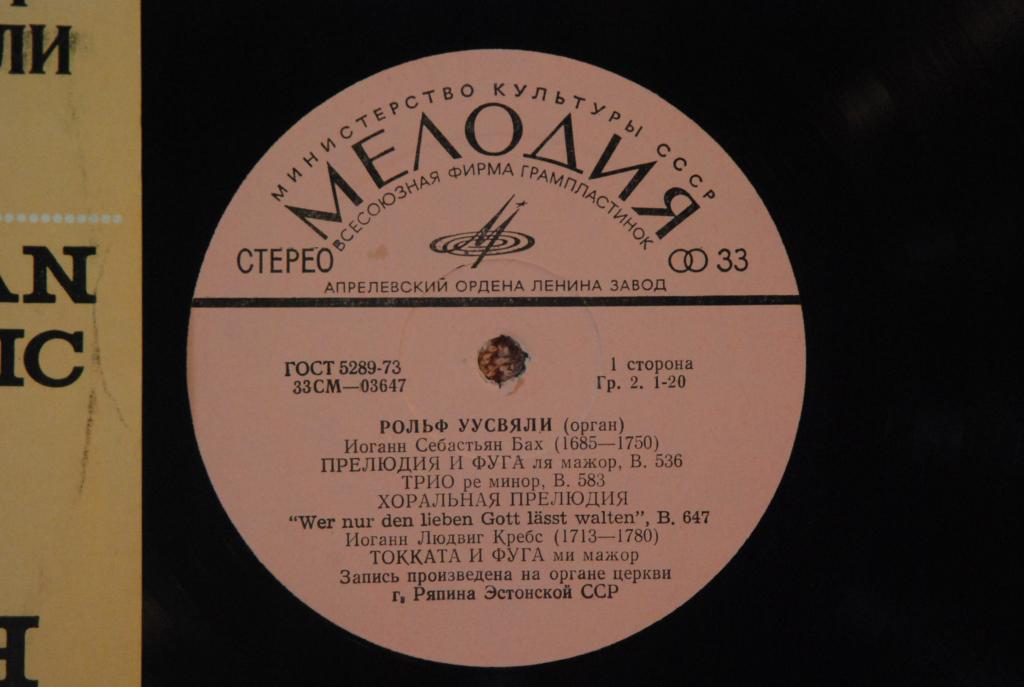 ЛИ
AN
IC
МИНИСТЕРСТВО КУЛЬТУРЫ СССР
МЕЛОДИЯ
ВСЕСОЮЗНАЯ ФИРМА ГРАМПЛАСТИНОК
СТЕРЕО
33
АПРЕЛЕВСКИЙ ОРДЕНА ЛЕНИНА ЗАВОД
ГОСТ 5289-73
33СМ—03647
1 сторона
Гр. 2. 1-20
РОЛЬФ УУСВЯЛИ (орган)
Иоганн Себастьян Бах (1685—1750)
ПРЕЛЮДИЯ И ФУГА ля мажор, В. 536
ТРИО ре минор, В. 583
ХОРАЛЬНАЯ ПРЕЛЮДИЯ
“Wer nur den lieben Gott lässt walten”, В. 647
Иоганн Людвиг Кребс (1713—1780)
ТОККАТА И ФУГА ми мажор
Запись произведена на органе церкви
г. Ряпина Эстонской ССР